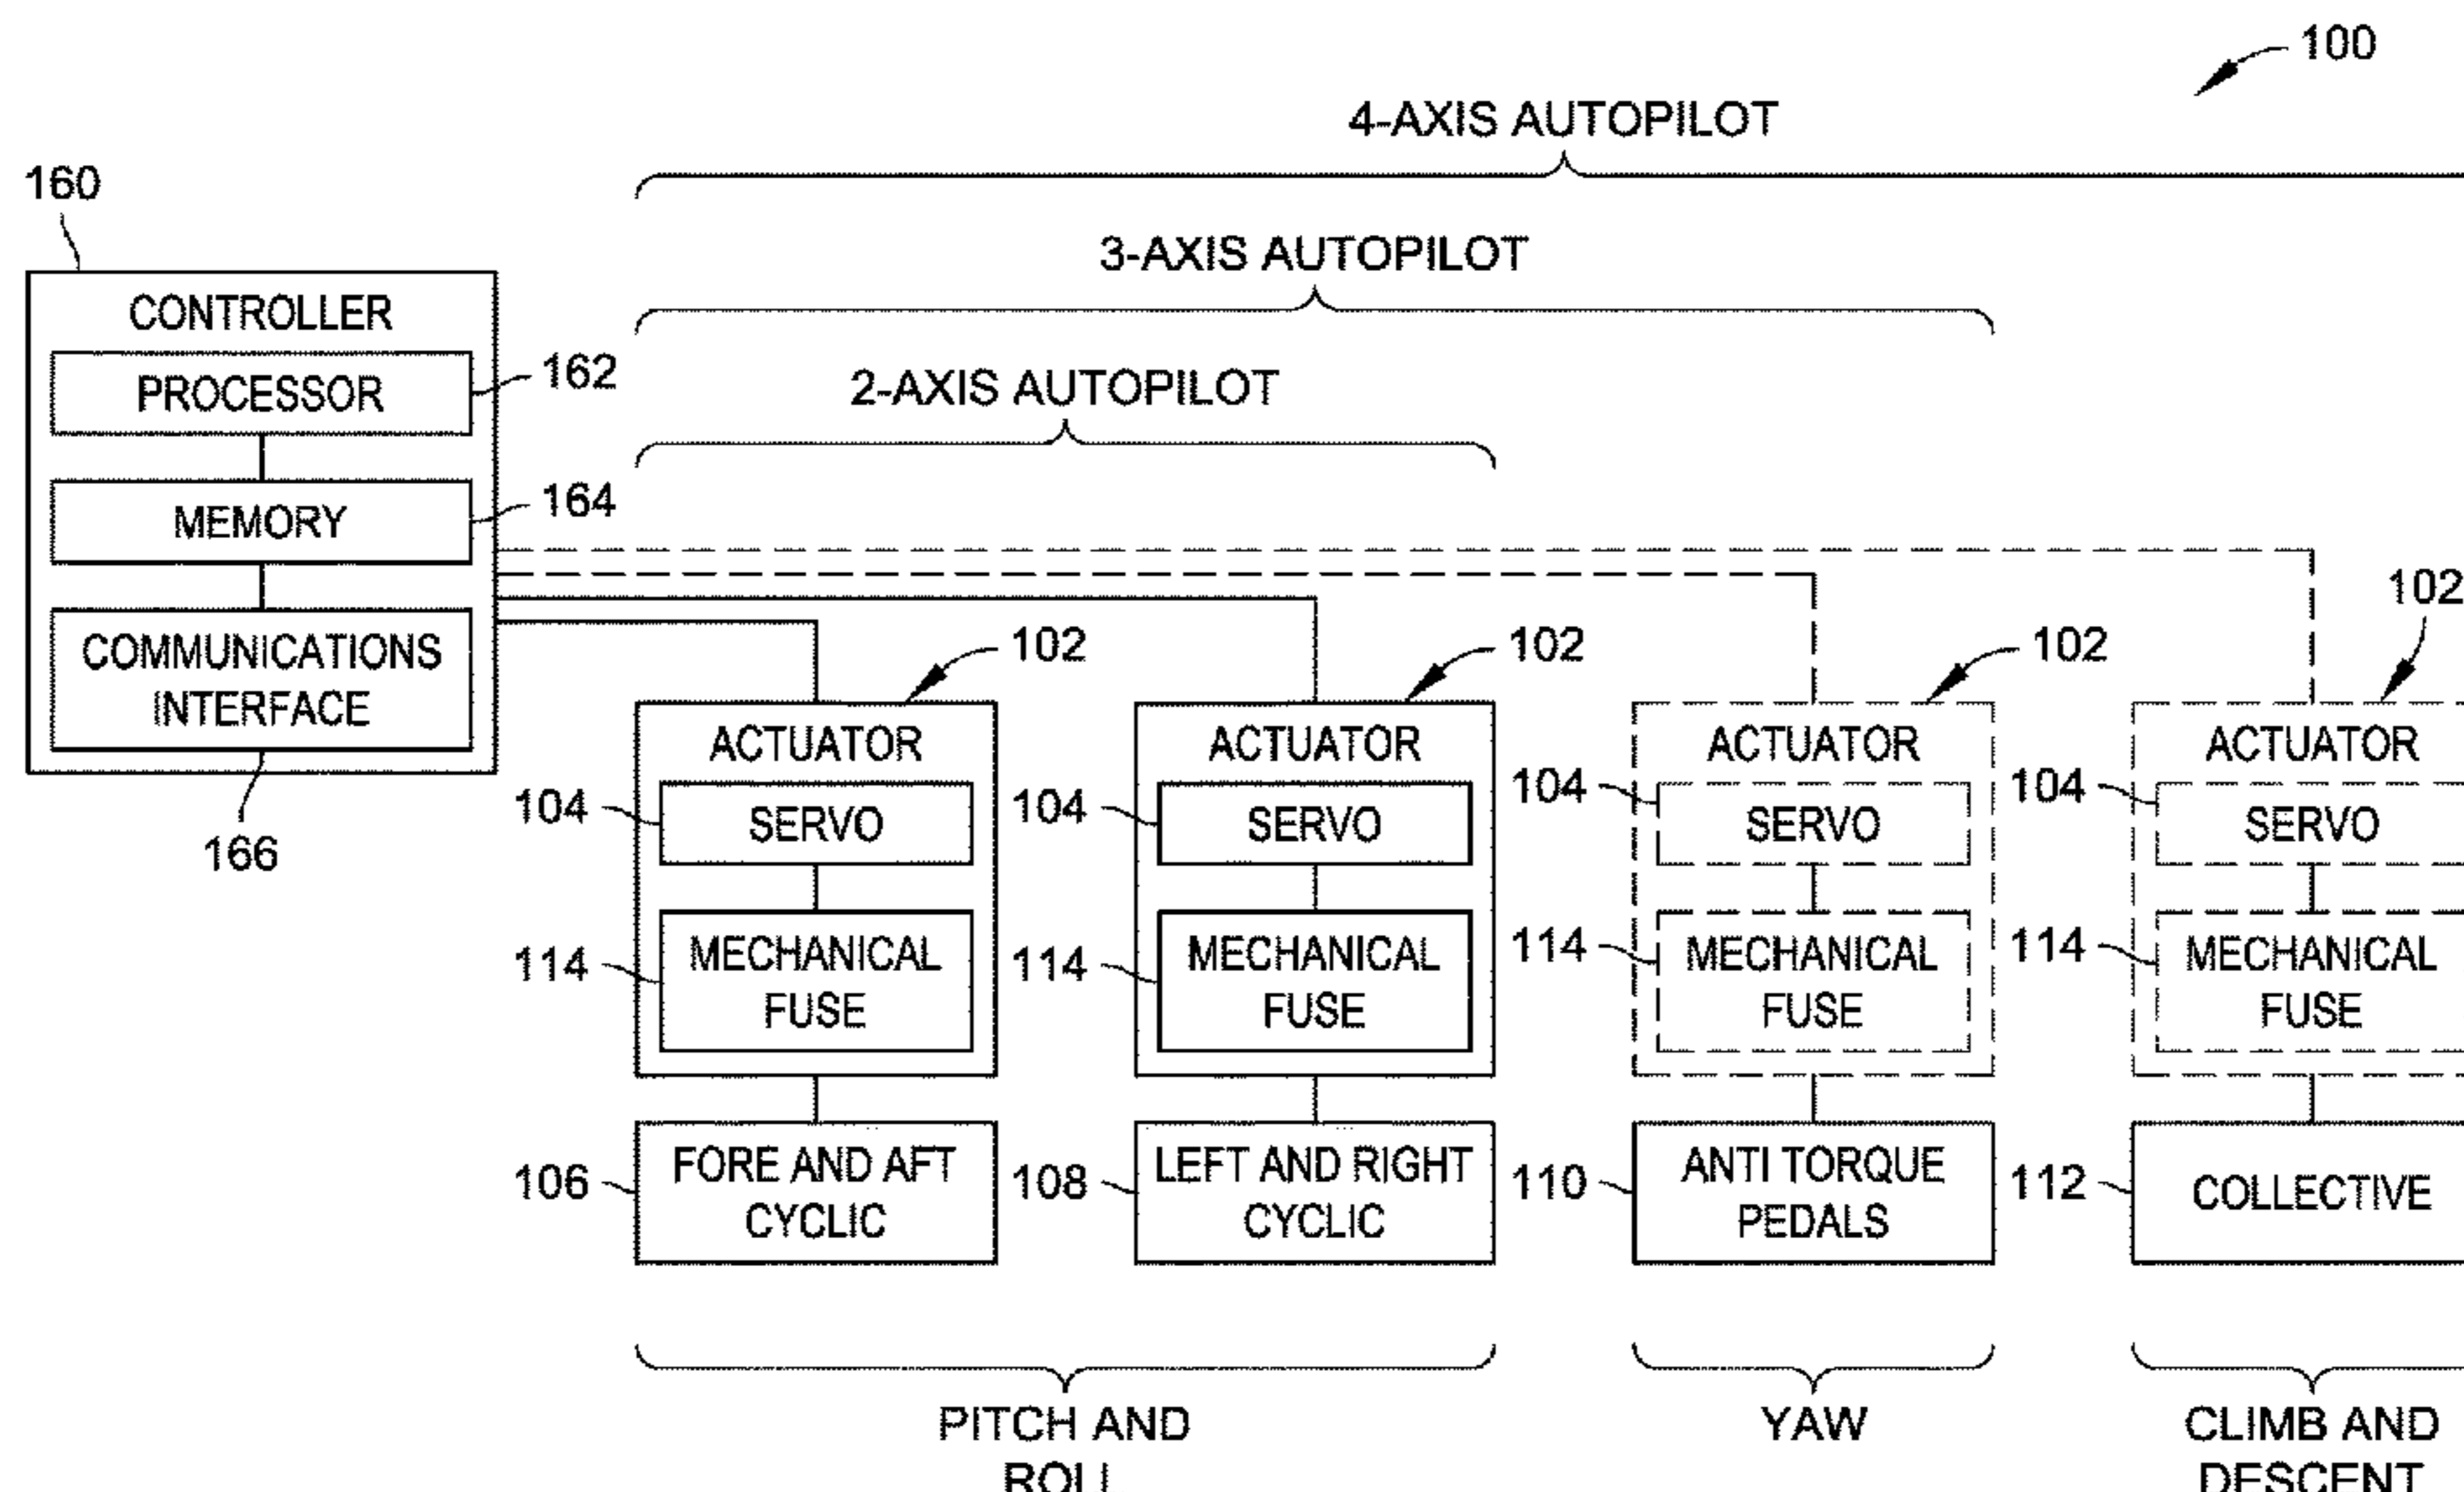 100
4-AXIS AUTOPILOT
160
3-AXIS AUTOPILOT
CONTROLLER
PROCESSOR
162
2-AXIS AUTOPILOT
MEMORY
164
COMMUNICATIONS
INTERFACE
166
102
102
102
102
ACTUATOR
ACTUATOR
ACTUATOR
ACTUATOR
104
SERVO
104
SERVO
104
SERVO
104
SERVO
114
MECHANICAL
FUSE
114
MECHANICAL
FUSE
114
MECHANICAL
FUSE
114
MECHANICAL
FUSE
106
FORE AND AFT
CYCLIC
108
LEFT AND RIGHT
CYCLIC
110
ANTI TORQUE
PEDALS
112
COLLECTIVE
PITCH AND
ROLL
YAW
CLIMB AND
DESCENT